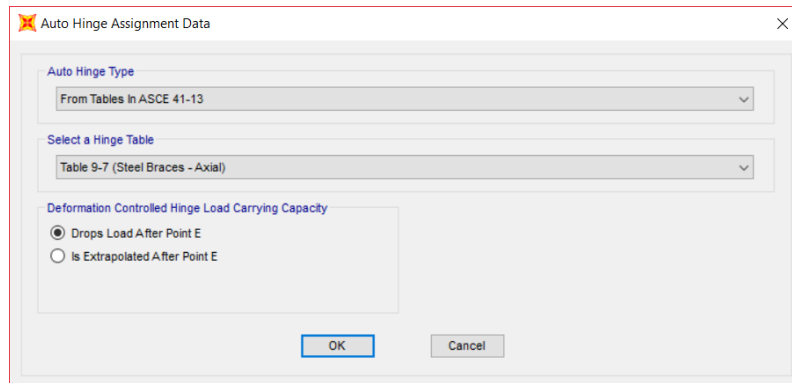 Auto Hinge Assignment Data
Auto Hinge Type
From Tables In ASCE 41-13
Select a Hinge Table
Table 9-7 (Steel Braces - Axial)
Deformation Controlled Hinge Load Carrying Capacity
Drops Load After Point E
Is Extrapolated After Point E
OK Cancel